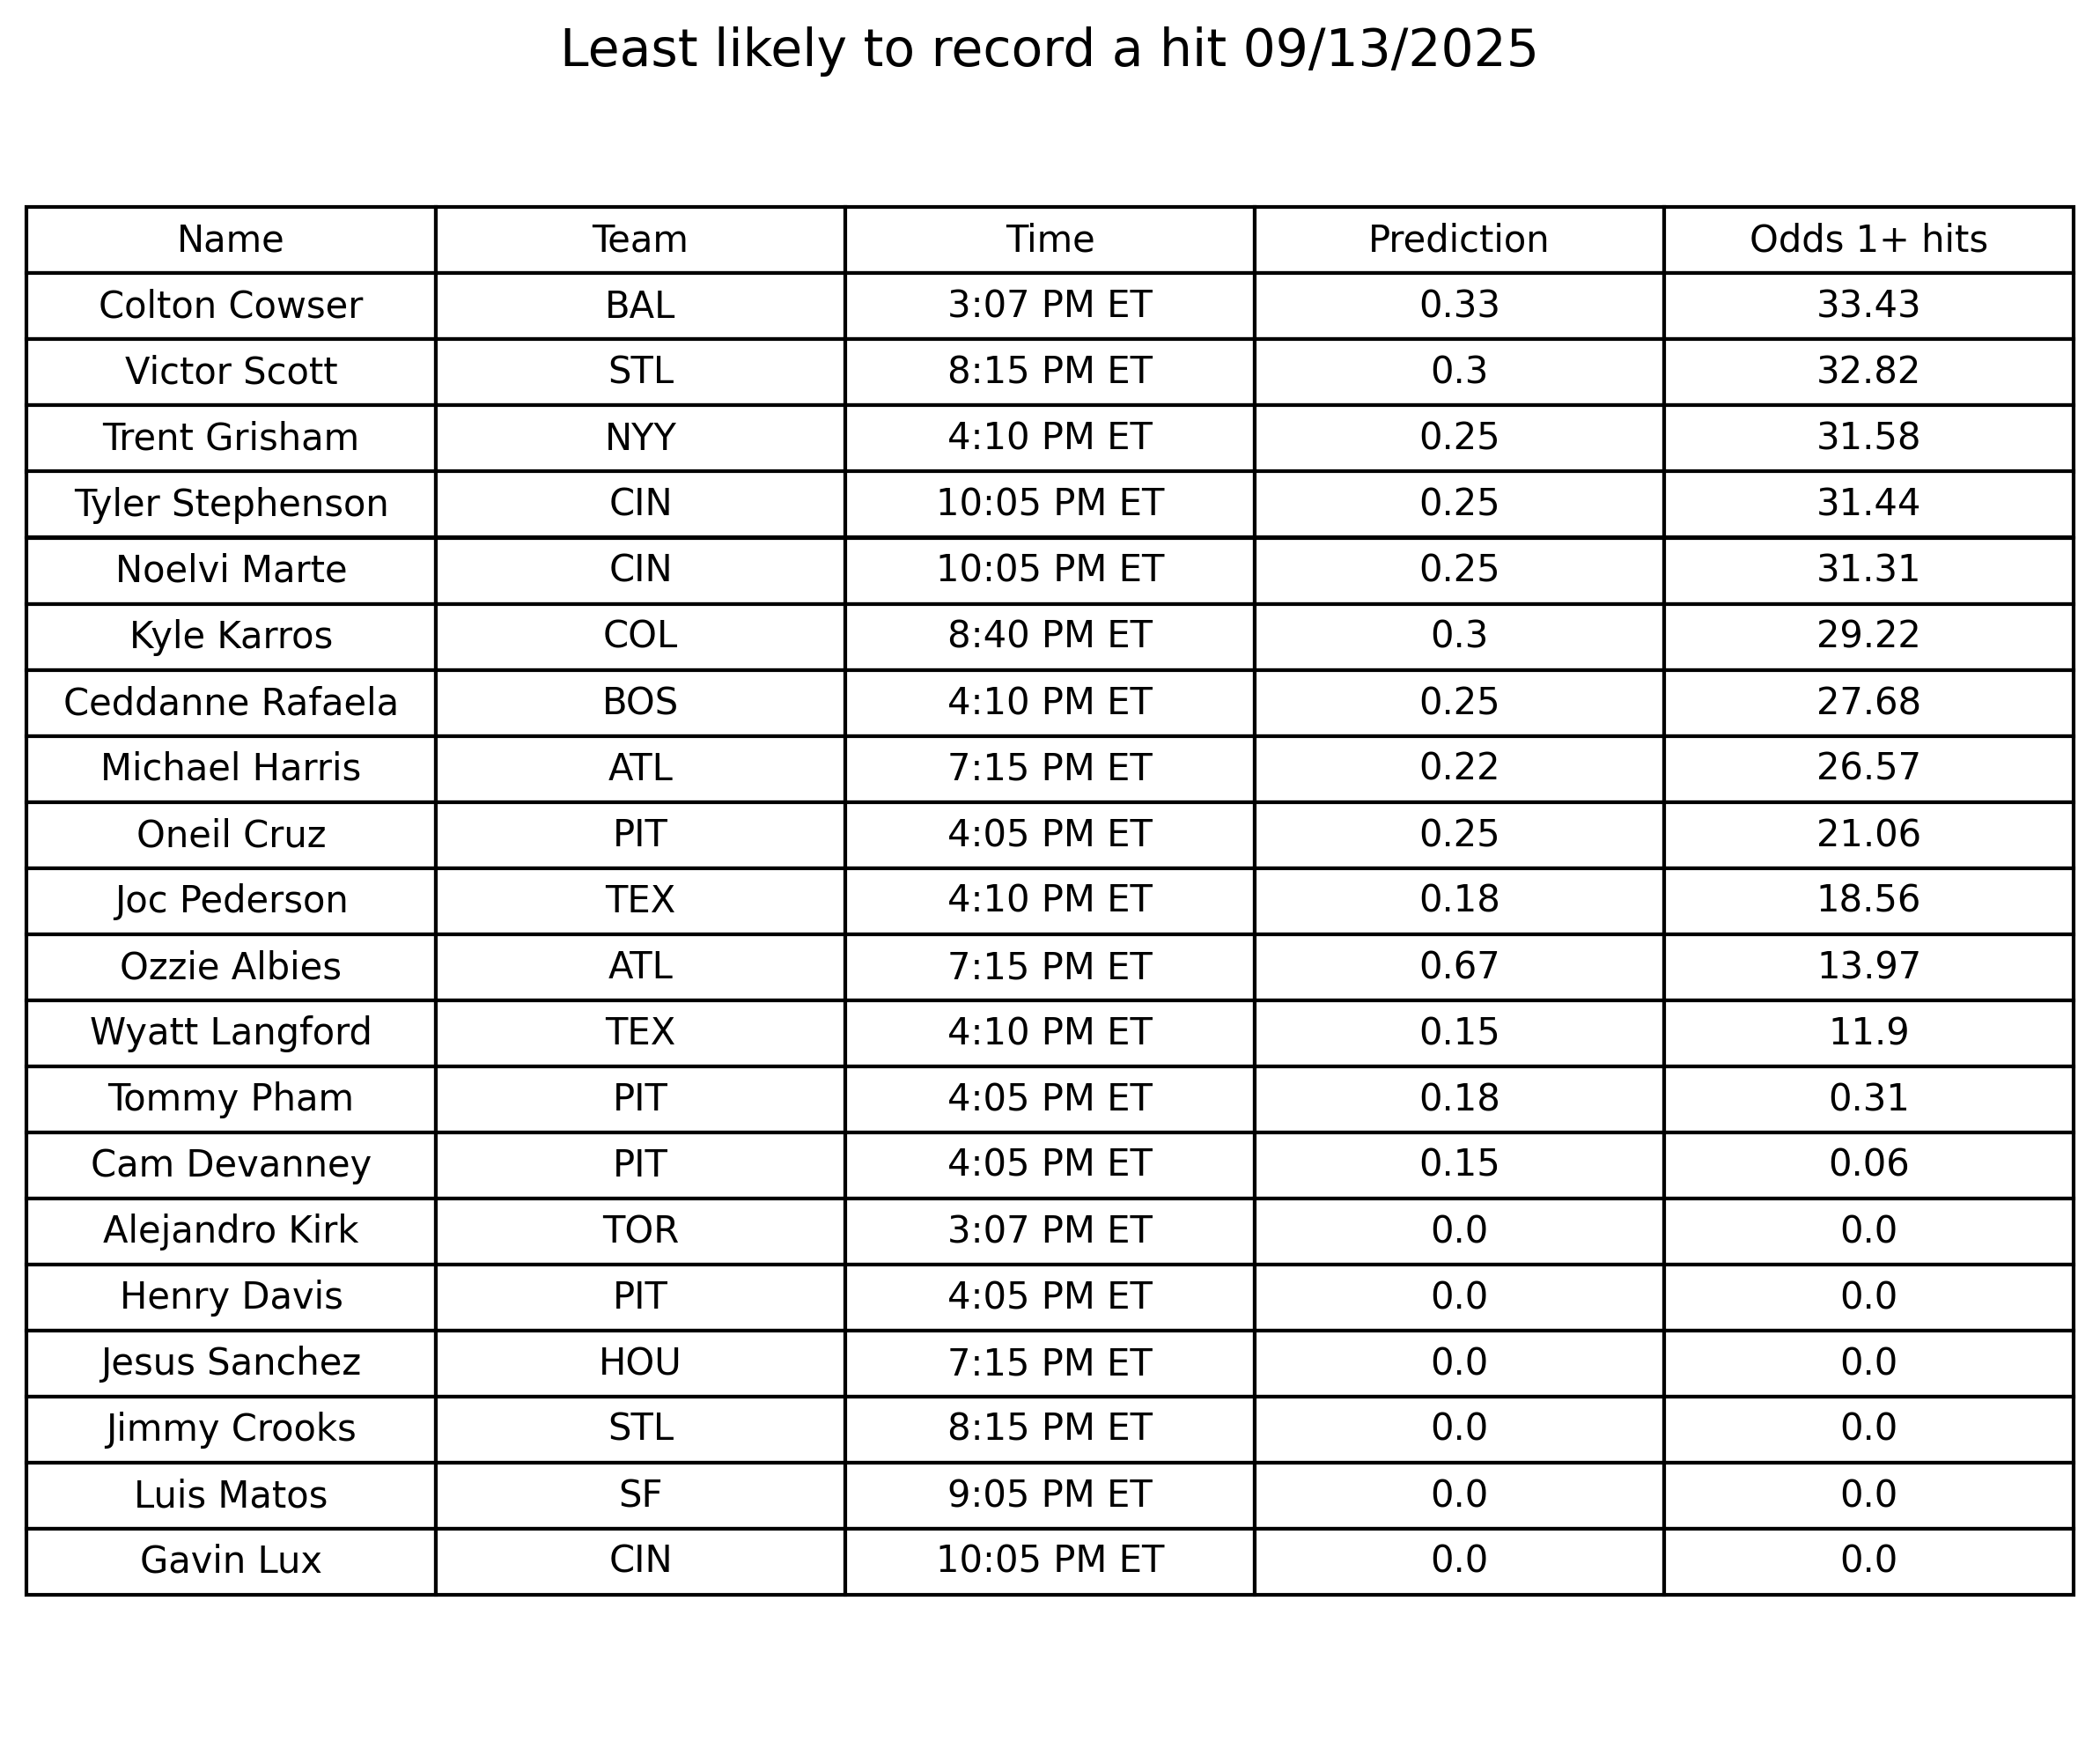 Least likely to record a hit 09/13/2025
Name Team Time Prediction Odds 1+ hits
Colton Cowser BAL 3:07 PM ET 0.33 33.43
Victor Scott STL 8:15 PM ET 0.3 32.82
Trent Grisham NYY 4:10 PM ET 0.25 31.58
Tyler Stephenson CIN 10:05 PM ET 0.25 31.44
Noelvi Marte CIN 10:05 PM ET 0.25 31.31
Kyle Karros COL 8:40 PM ET 0.3 29.22
Ceddanne Rafaela BOS 4:10 PM ET 0.25 27.68
Michael Harris ATL 7:15 PM ET 0.22 26.57
Oneil Cruz PIT 4:05 PM ET 0.25 21.06
Joc Pederson TEX 4:10 PM ET 0.18 18.56
Ozzie Albies ATL 7:15 PM ET 0.67 13.97
Wyatt Langford TEX 4:10 PM ET 0.15 11.9
Tommy Pham PIT 4:05 PM ET 0.18 0.31
Cam Devanney PIT 4:05 PM ET 0.15 0.06
Alejandro Kirk TOR 3:07 PM ET 0.0 0.0
Henry Davis PIT 4:05 PM ET 0.0 0.0
Jesus Sanchez HOU 7:15 PM ET 0.0 0.0
Jimmy Crooks STL 8:15 PM ET 0.0 0.0
Luis Matos SF 9:05 PM ET 0.0 0.0
Gavin Lux CIN 10:05 PM ET 0.0 0.0